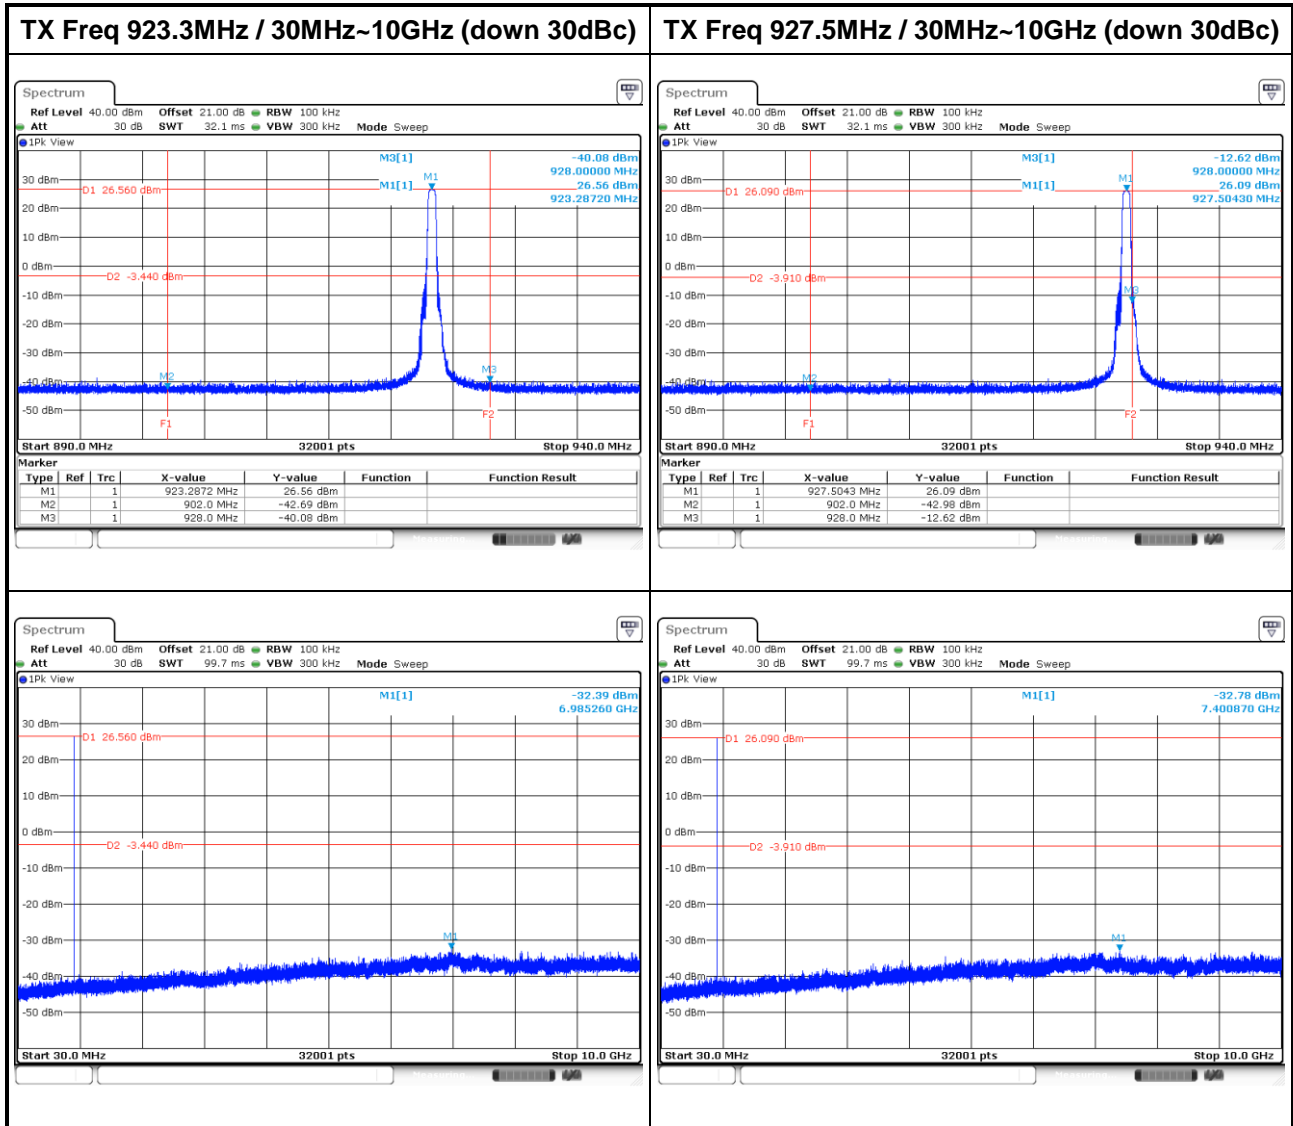 TX Freq 923.3MHz / 30MHz~10GHz (down 30dBc)
TX Freq 927.5MHz / 30MHz~10GHz (down 30dBc)
Spectrum
Ref Level 40.00 dBm Offset 21.00 dB RBW 100 kHz
Att 30 dB SWT 32.1 ms VBW 300 kHz Mode Sweep
1Pk View
M3[1] -40.08 dBm
928.00000 MHz
M1[1] 26.56 dBm
923.28720 MHz
M1
30 dBm
D1 26.560 dBm
20 dBm
10 dBm
0 dBm
D2 -3.440 dBm
-10 dBm
-20 dBm
-30 dBm
M2
M3
-40 dBm
-50 dBm
F1
F2
Start 890.0 MHz 32001 pts Stop 940.0 MHz
Marker
Type Ref Trc X-value Y-value Function Function Result
M1 1 923.2872 MHz 26.56 dBm
M2 1 902.0 MHz -42.69 dBm
M3 1 928.0 MHz -40.08 dBm
Measuring
Spectrum
Ref Level 40.00 dBm Offset 21.00 dB RBW 100 kHz
Att 30 dB SWT 32.1 ms VBW 300 kHz Mode Sweep
1Pk View
M3[1] -12.62 dBm
928.00000 MHz
M1[1] 26.09 dBm
927.50430 MHz
M1
30 dBm
D1 26.090 dBm
20 dBm
10 dBm
0 dBm
D2 -3.910 dBm
-10 dBm
M3
-20 dBm
-30 dBm
M2
-40 dBm
-50 dBm
F1
F2
Start 890.0 MHz 32001 pts Stop 940.0 MHz
Marker
Type Ref Trc X-value Y-value Function Function Result
M1 1 927.5043 MHz 26.09 dBm
M2 1 902.0 MHz -42.98 dBm
M3 1 928.0 MHz -12.62 dBm
Measuring
Spectrum
Ref Level 40.00 dBm Offset 21.00 dB RBW 100 kHz
Att 30 dB SWT 99.7 ms VBW 300 kHz Mode Sweep
1Pk View
M1[1] -32.39 dBm
6.985260 GHz
30 dBm
D1 26.560 dBm
20 dBm
10 dBm
0 dBm
D2 -3.440 dBm
-10 dBm
-20 dBm
-30 dBm
M1
-40 dBm
-50 dBm
Start 30.0 MHz 32001 pts Stop 10.0 GHz
Spectrum
Ref Level 40.00 dBm Offset 21.00 dB RBW 100 kHz
Att 30 dB SWT 99.7 ms VBW 300 kHz Mode Sweep
1Pk View
M1[1] -32.78 dBm
7.400870 GHz
30 dBm
D1 26.090 dBm
20 dBm
10 dBm
0 dBm
D2 -3.910 dBm
-10 dBm
-20 dBm
-30 dBm
M1
-40 dBm
-50 dBm
Start 30.0 MHz 32001 pts Stop 10.0 GHz